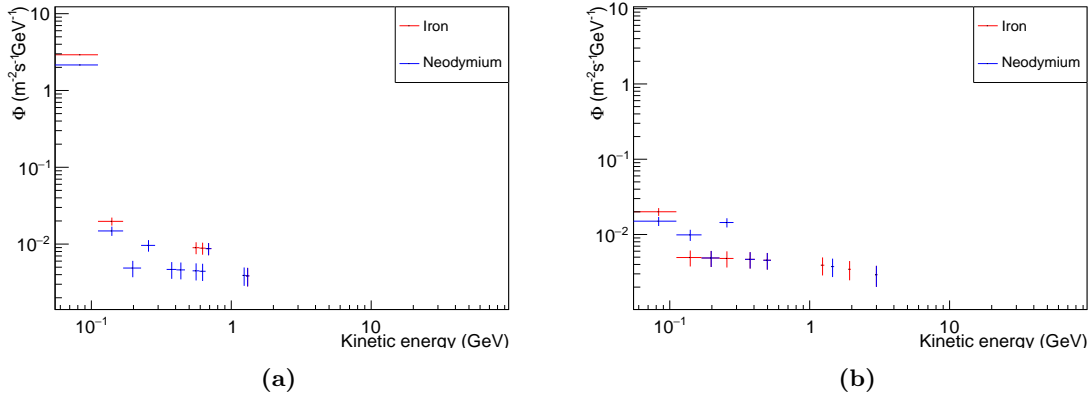 Φ (m⁻²s⁻¹GeV⁻¹)
10
1
10⁻¹
10⁻²
Iron
Neodymium
10⁻¹
1
10
Kinetic energy (GeV)
(a)
Φ (m⁻²s⁻¹GeV⁻¹)
10
1
10⁻¹
10⁻²
Iron
Neodymium
10⁻¹
1
10
Kinetic energy (GeV)
(b)